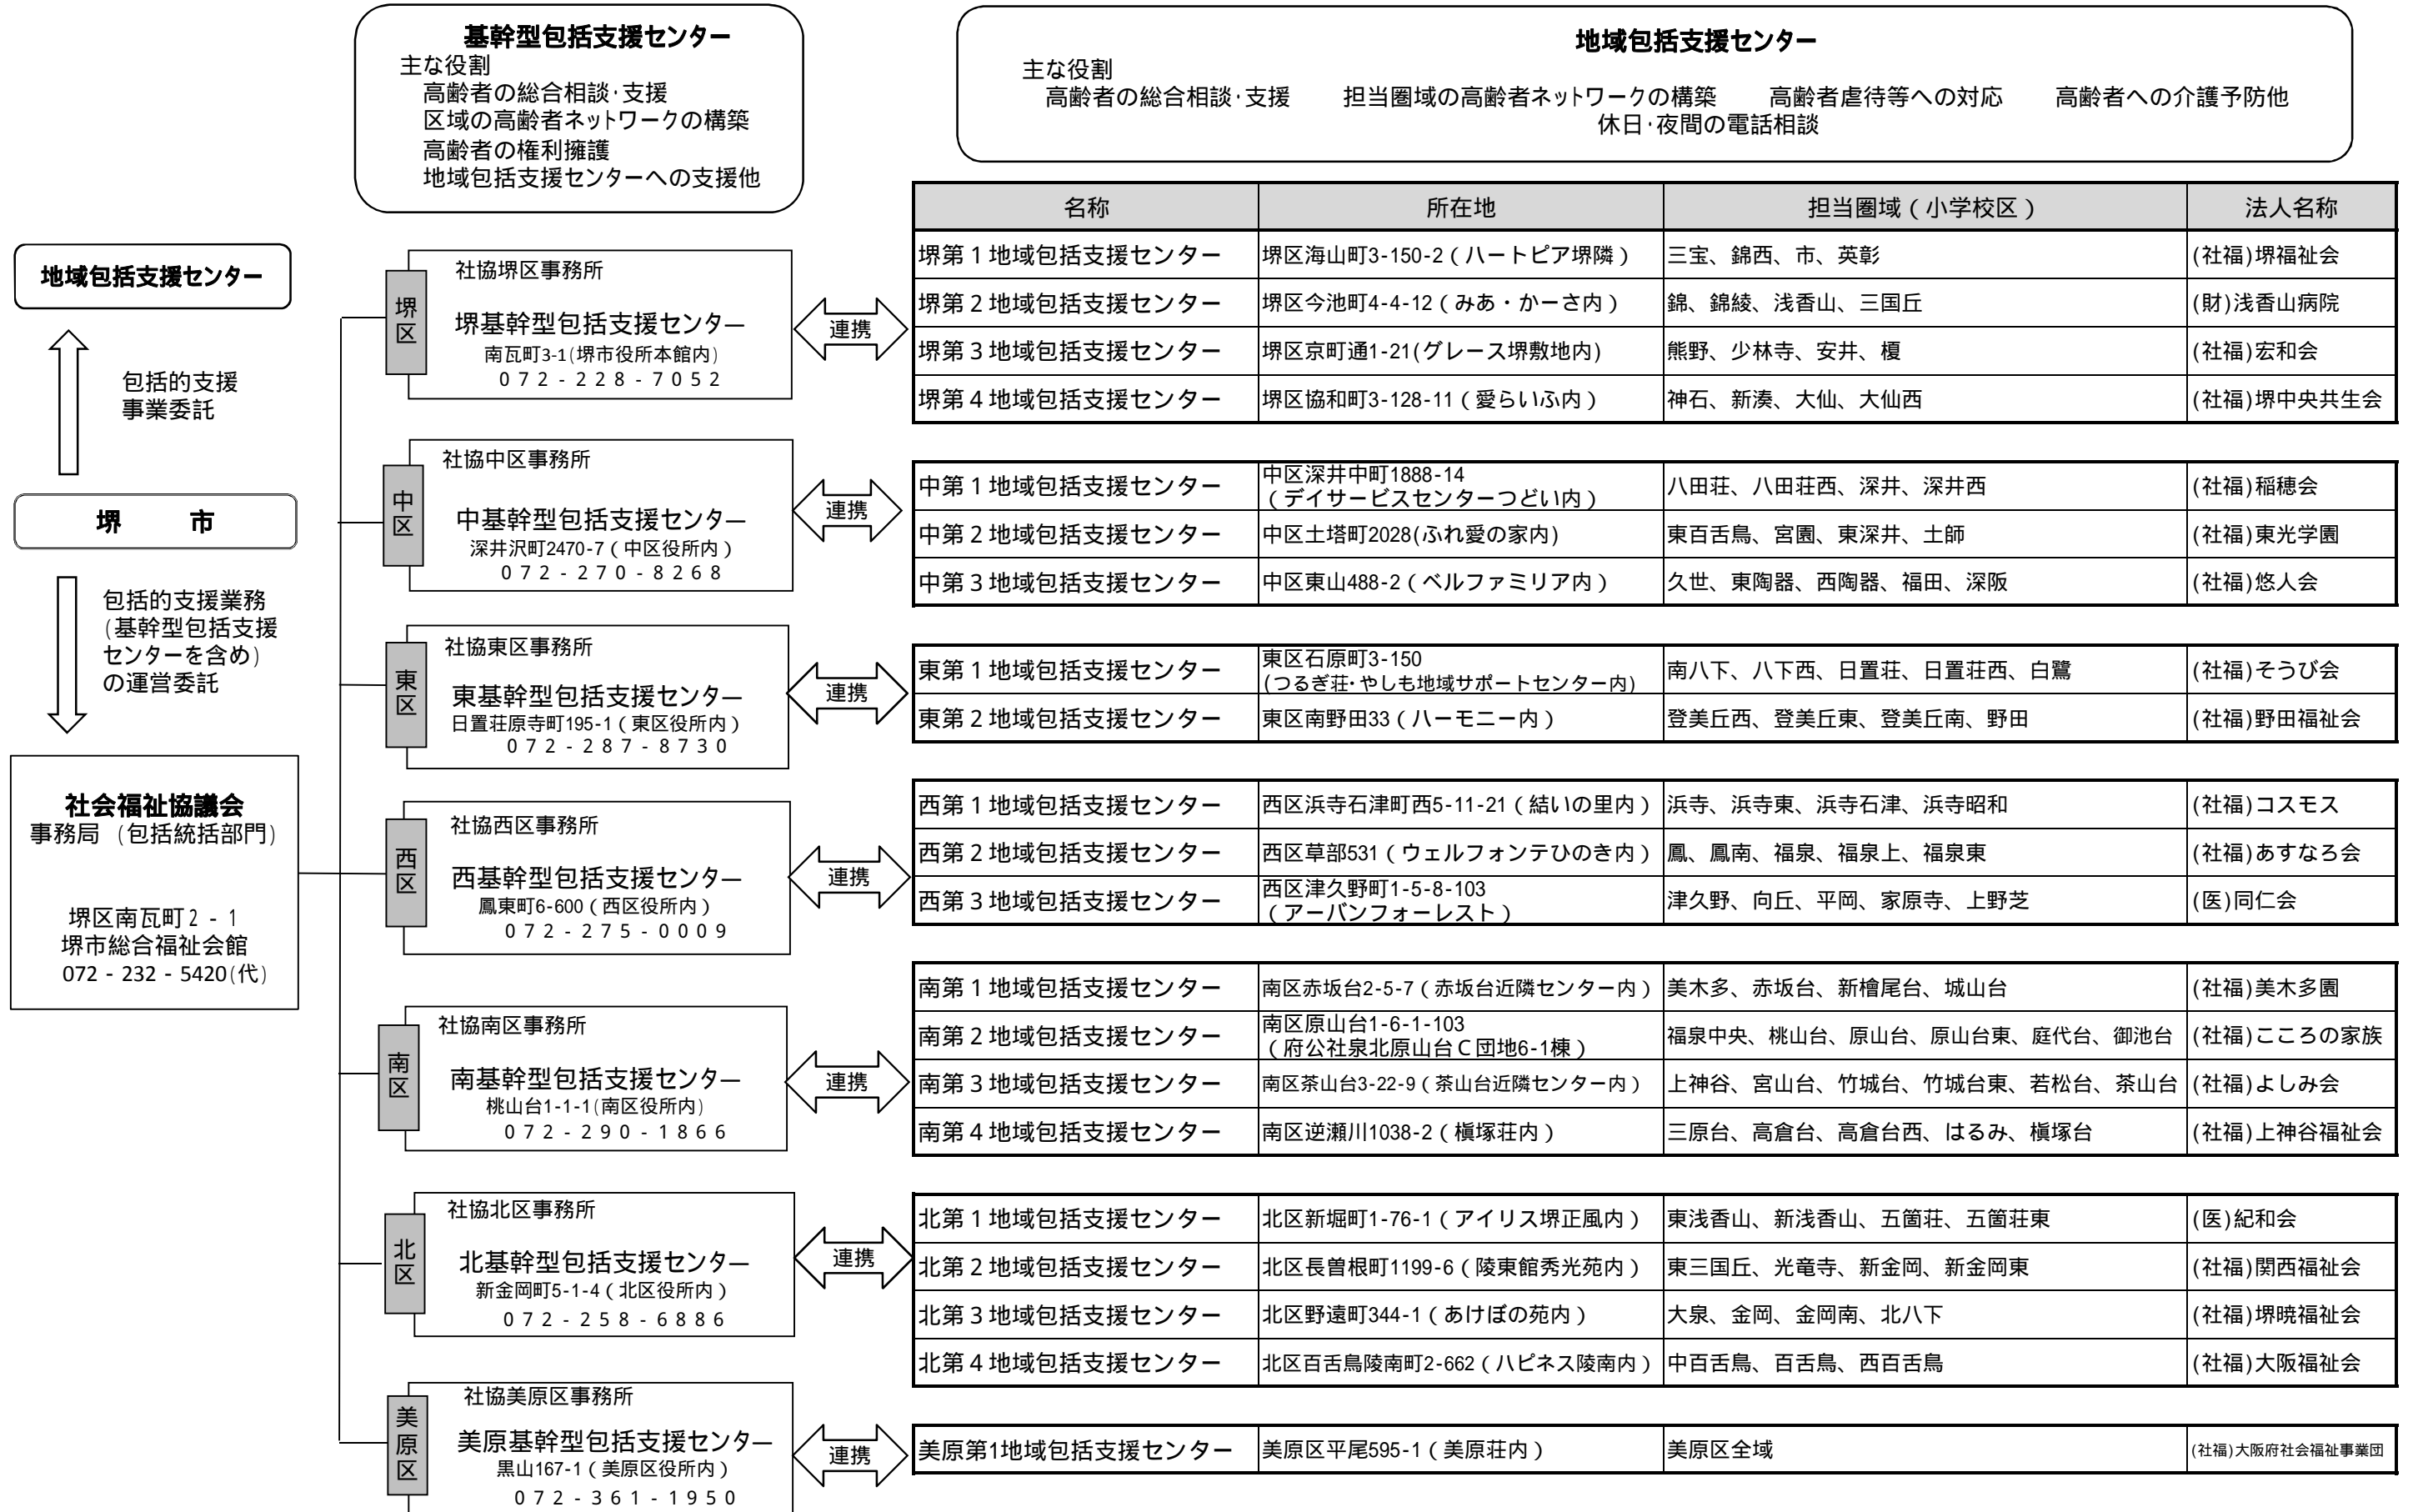 基幹型包括支援センター
主な役割
高齢者の総合相談・支援
区域の高齢者ネットワークの構築
高齢者の権利擁護
地域包括支援センターへの支援他
地域包括支援センター
主な役割
高齢者の総合相談・支援 担当圏域の高齢者ネットワークの構築 高齢者虐待等への対応 高齢者への介護予防他
休日・夜間の電話相談
地域包括支援センター
包括的支援
事業委託
堺 市
包括的支援業務
(基幹型包括支援
センターを含め)
の運営委託
社会福祉協議会
事務局 (包括統括部門)
堺区南瓦町2-1
堺市総合福祉会館
072-232-5420(代)
堺区
社協堺区事務所
堺基幹型包括支援センター
南瓦町3-1(堺市役所本館内)
072-228-7052
連携
中区
社協中区事務所
中基幹型包括支援センター
深井沢町2470-7(中区役所内)
072-270-8268
連携
東区
社協東区事務所
東基幹型包括支援センター
日置荘原寺町195-1(東区役所内)
072-287-8730
連携
西区
社協西区事務所
西基幹型包括支援センター
鳳東町6-600(西区役所内)
072-275-0009
連携
南区
社協南区事務所
南基幹型包括支援センター
桃山台1-1-1(南区役所内)
072-290-1866
連携
北区
社協北区事務所
北基幹型包括支援センター
新金岡町5-1-4(北区役所内)
072-258-6886
連携
美原区
社協美原区事務所
美原基幹型包括支援センター
黒山167-1(美原区役所内)
072-361-1950
連携
名称 所在地 担当圏域(小学校区) 法人名称
堺第1地域包括支援センター 堺区海山町3-150-2(ハートピア堺隣) 三宝、錦西、市、英彰 (社福)堺福祉会
堺第2地域包括支援センター 堺区今池町4-4-12(みあ・かーさ内) 錦、錦綾、浅香山、三国丘 (財)浅香山病院
堺第3地域包括支援センター 堺区京町通1-21(グレース堺敷地内) 熊野、少林寺、安井、榎 (社福)宏和会
堺第4地域包括支援センター 堺区協和町3-128-11(愛らいふ内) 神石、新湊、大仙、大仙西 (社福)堺中央共生会
中第1地域包括支援センター 中区深井中町1888-14
(デイサービスセンターつどい内) 八田荘、八田荘西、深井、深井西 (社福)稲穂会
中第2地域包括支援センター 中区土塔町2028(ふれ愛の家内) 東百舌鳥、宮園、東深井、土師 (社福)東光学園
中第3地域包括支援センター 中区東山488-2(ベルファミリア内) 久世、東陶器、西陶器、福田、深阪 (社福)悠人会
東第1地域包括支援センター 東区石原町3-150
(つるぎ荘・やしも地域サポートセンター内) 南八下、八下西、日置荘、日置荘西、白鷺 (社福)そうび会
東第2地域包括支援センター 東区南野田33(ハーモニー内) 登美丘西、登美丘東、登美丘南、野田 (社福)野田福祉会
西第1地域包括支援センター 西区浜寺石津町西5-11-21(結いの里内) 浜寺、浜寺東、浜寺石津、浜寺昭和 (社福)コスモス
西第2地域包括支援センター 西区草部531(ウェルフォンテひのき内) 鳳、鳳南、福泉、福泉上、福泉東 (社福)あすなろ会
西第3地域包括支援センター 西区津久野町1-5-8-103
(アーバンフォーレスト) 津久野、向丘、平岡、家原寺、上野芝 (医)同仁会
南第1地域包括支援センター 南区赤坂台2-5-7(赤坂台近隣センター内) 美木多、赤坂台、新檜尾台、城山台 (社福)美木多園
南第2地域包括支援センター 南区原山台1-6-1-103
(府公社泉北原山台C団地6-1棟) 福泉中央、桃山台、原山台、原山台東、庭代台、御池台 (社福)こころの家族
南第3地域包括支援センター 南区茶山台3-22-9(茶山台近隣センター内) 上神谷、宮山台、竹城台、竹城台東、若松台、茶山台 (社福)よしみ会
南第4地域包括支援センター 南区逆瀬川1038-2(槇塚荘内) 三原台、高倉台、高倉台西、はるみ、槇塚台 (社福)上神谷福祉会
北第1地域包括支援センター 北区新堀町1-76-1(アイリス堺正風内) 東浅香山、新浅香山、五箇荘、五箇荘東 (医)紀和会
北第2地域包括支援センター 北区長曽根町1199-6(陵東館秀光苑内) 東三国丘、光竜寺、新金岡、新金岡東 (社福)関西福祉会
北第3地域包括支援センター 北区野遠町344-1(あけぼの苑内) 大泉、金岡、金岡南、北八下 (社福)堺暁福祉会
北第4地域包括支援センター 北区百舌鳥陵南町2-662(ハピネス陵南内) 中百舌鳥、百舌鳥、西百舌鳥 (社福)大阪福祉会
美原第1地域包括支援センター 美原区平尾595-1(美原荘内) 美原区全域 (社福)大阪府社会福祉事業団